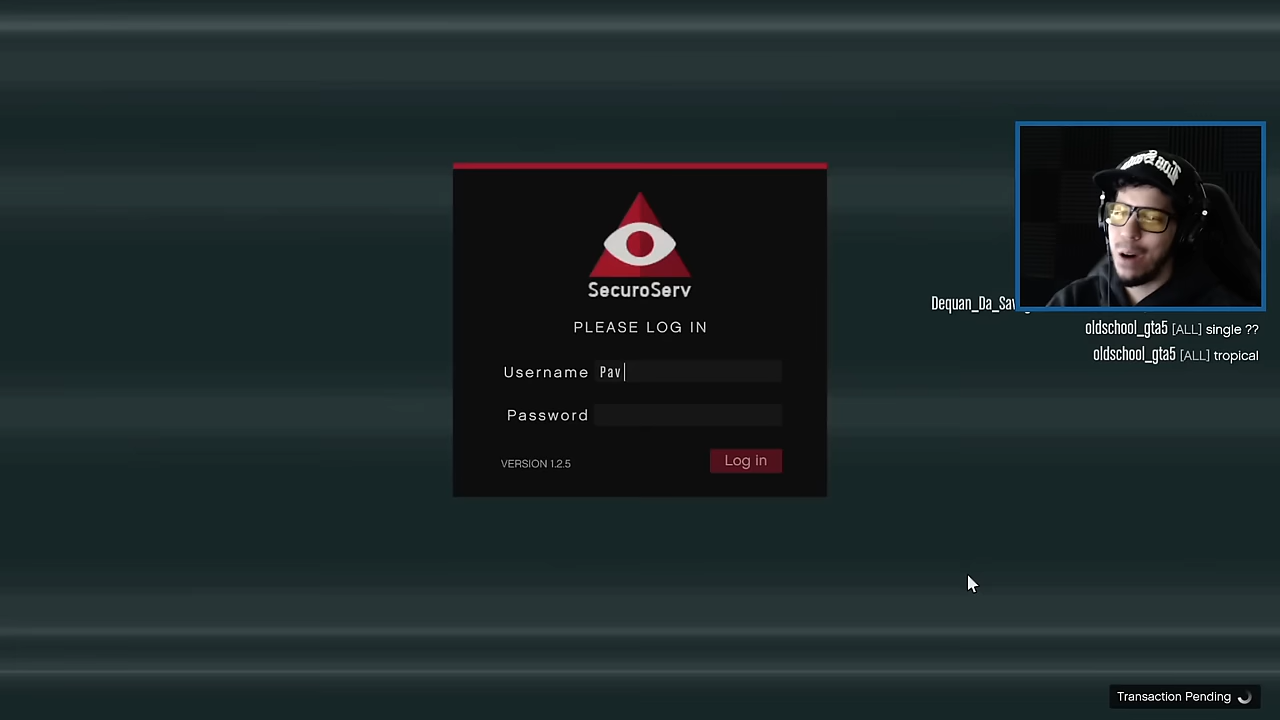 SecuroServ
PLEASE LOG IN
Username Pav
Password
VERSION 1.2.5
Log in
oldschool_gta5 [ALL] single ??
oldschool_gta5 [ALL] tropical
Transaction Pending